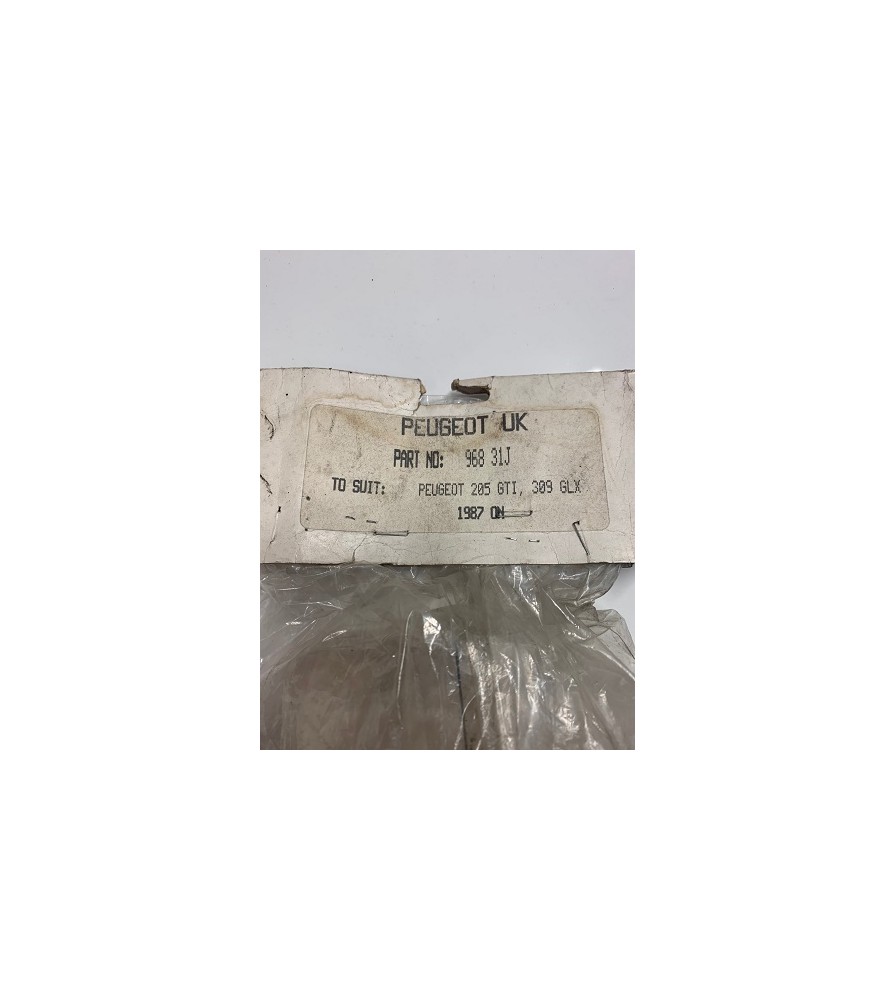 PEUGEOT UK
PART NO: 968 31J
TO SUIT: PEUGEOT 205 GTI, 309 GLX
1987 ON